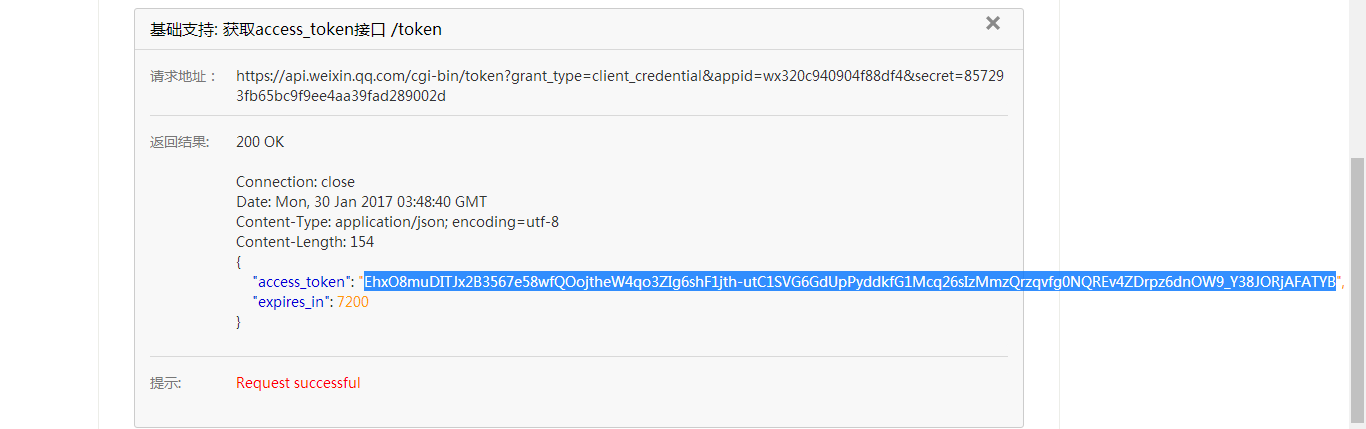 基础支持: 获取access_token接口 /token
请求地址：
https://api.weixin.qq.com/cgi-bin/token?grant_type=client_credential&appid=wx320c940904f88df4&secret=85729
3fb65bc9f9ee4aa39fad289002d
返回结果:
200 OK
Connection: close
Date: Mon, 30 Jan 2017 03:48:40 GMT
Content-Type: application/json; encoding=utf-8
Content-Length: 154
{
"access_token": "EhxO8muDITJx2B3567e58wfQOojtheW4qo3ZIg6shF1jth-utC1SVG6GdUpPyddkfG1Mcq26sIzMmzQrzqvfg0NQREv4ZDrpz6dnOW9_Y38JORjAFATYB",
"expires_in": 7200
}
提示:
Request successful